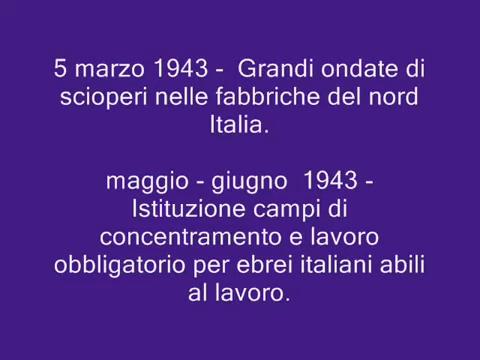 5 marzo 1943 -  Grandi ondate di
scioperi nelle fabbriche del nord
Italia.
maggio - giugno  1943 -
Istituzione campi di
concentramento e lavoro
obbligatorio per ebrei italiani abili
al lavoro.